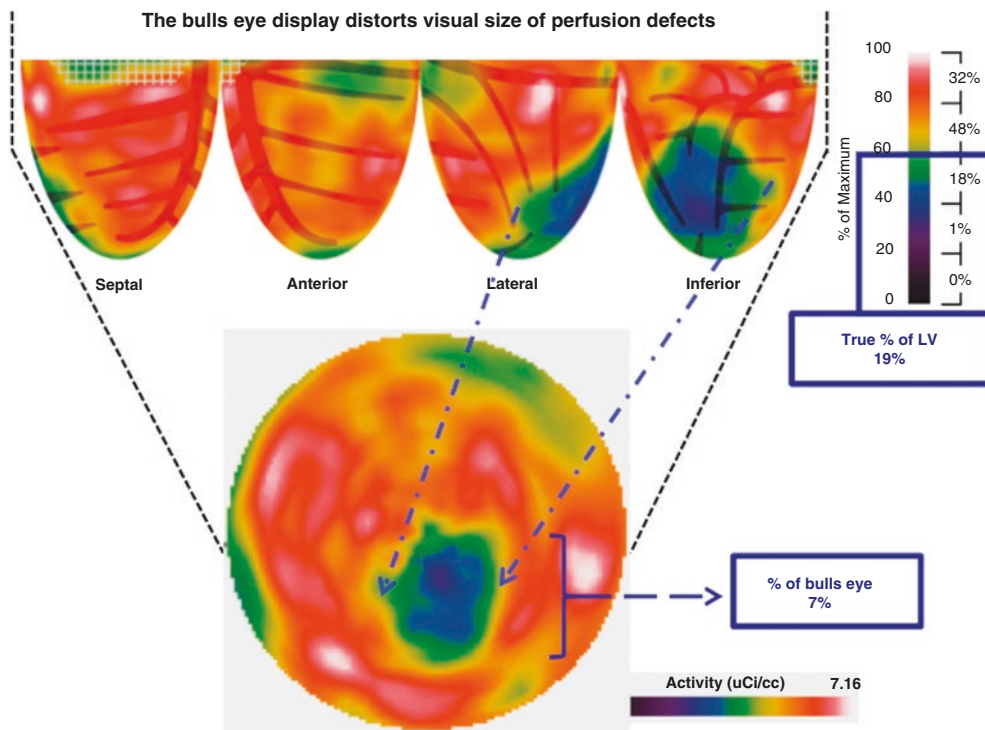 The bulls eye display distorts visual size of perfusion defects
100
80
60
40
20
0
% of Maximum
32%
48%
18%
1%
0%
Septal
Anterior
Lateral
Inferior
True % of LV
19%
% of bulls eye
7%
Activity (uCi/cc) 7.16